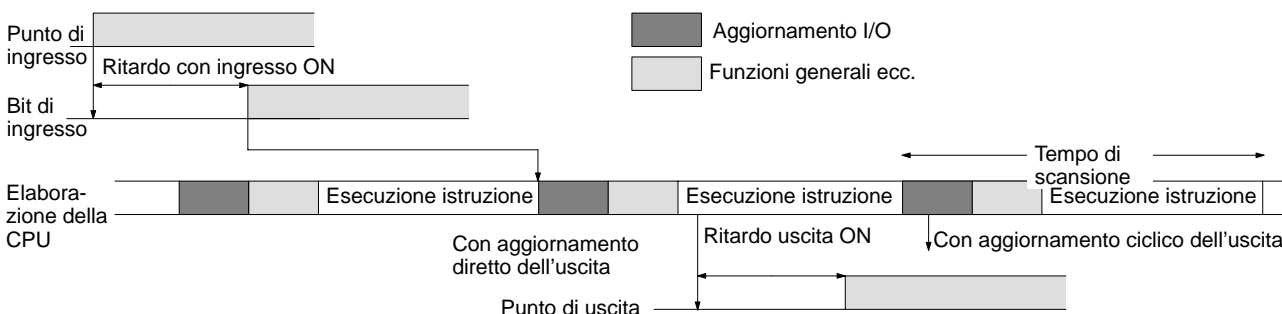 Punto di
ingresso
Aggiornamento I/O
Ritardo con ingresso ON
Funzioni generali ecc.
Bit di
ingresso
Tempo di
scansione
Elabora-
zione della
CPU
Esecuzione istruzione
Esecuzione istruzione
Esecuzione istruzione
Con aggiornamento
diretto dell'uscita
Ritardo uscita ON
Con aggiornamento ciclico dell'uscita
Punto di uscita